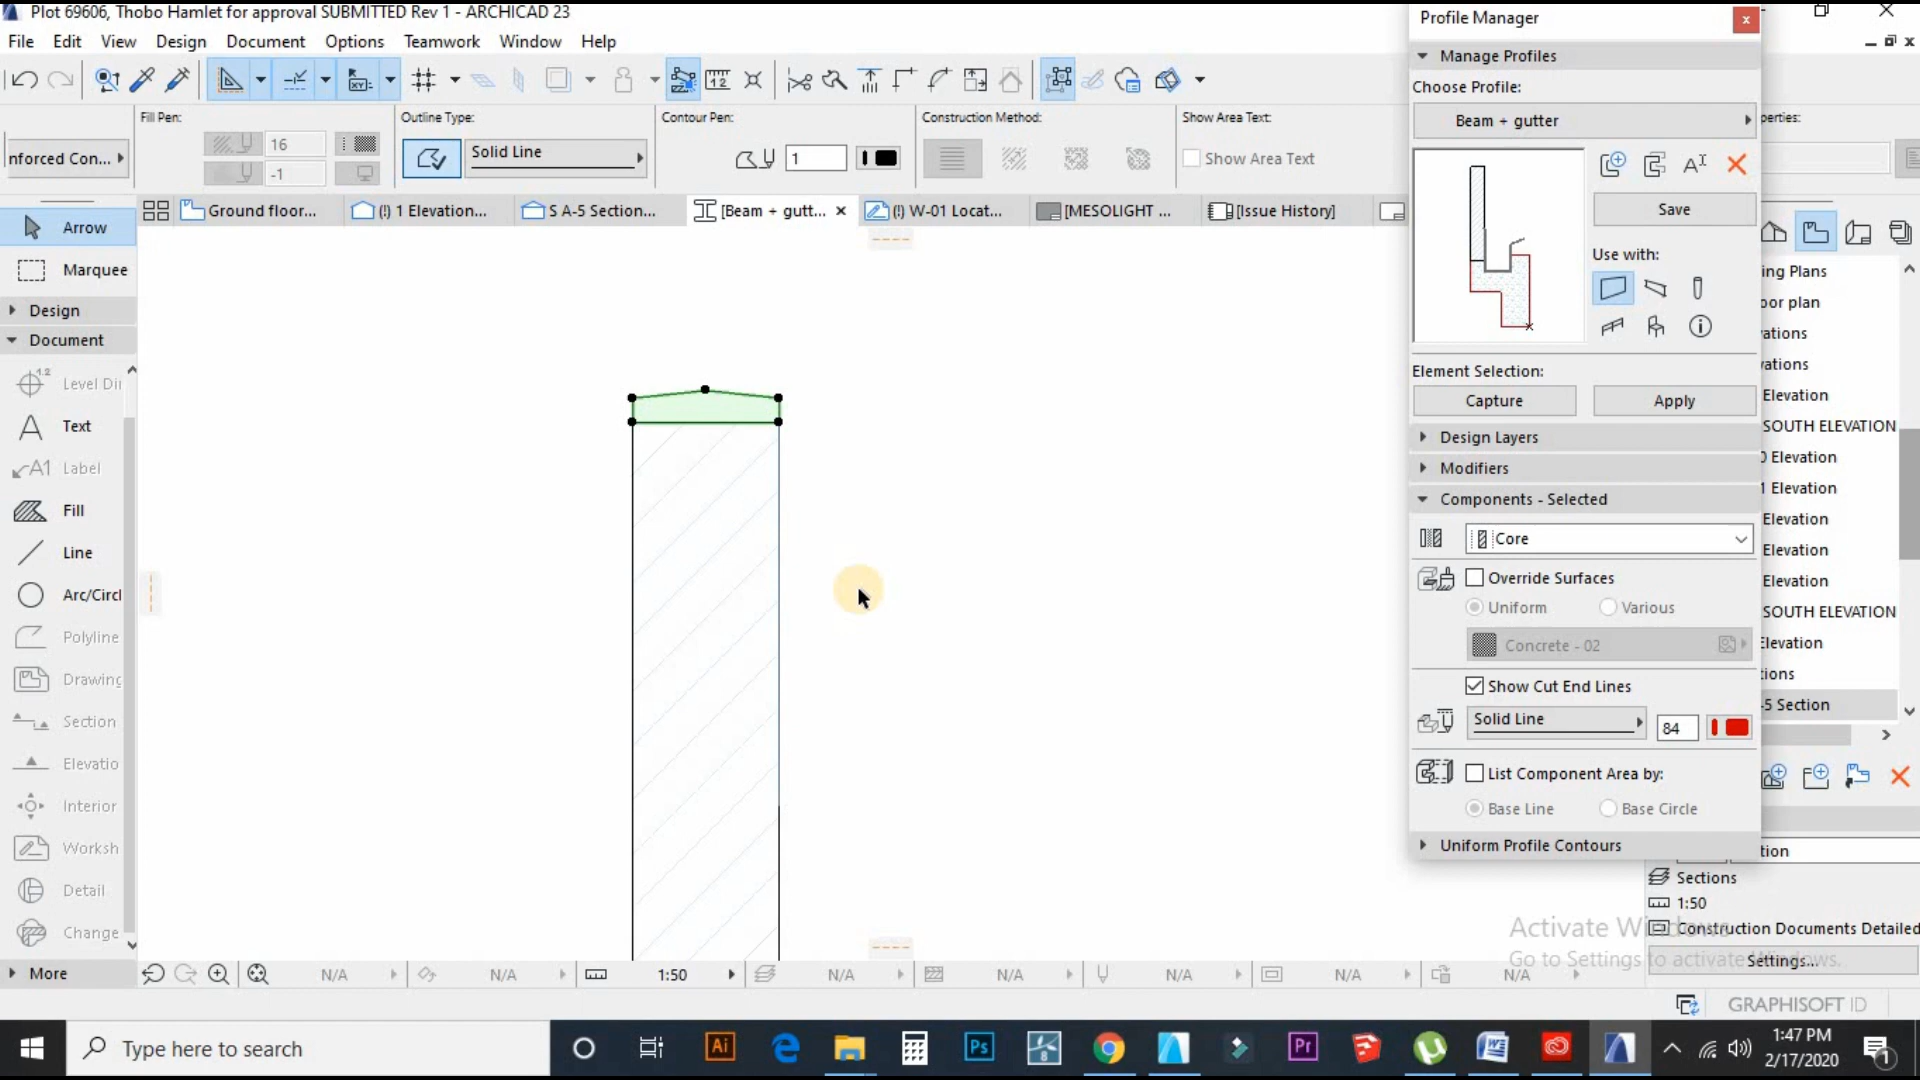 Plot 69606, Thobo Hamlet for approval SUBMITTED Rev 1 - ARCHICAD 23
File Edit View Design Document Options Teamwork Window Help
Fill Pen:
16
-1
nforced Con...
Outline Type:
Solid Line
Contour Pen:
1
Construction Method:
Show Area Text:
Show Area Text
perties:
Ground floor...
(!) 1 Elevation...
S A-5 Section...
[Beam + gutt...
(!) W-01 Locat...
[MESOLIGHT ...
[Issue History]
Arrow
Marquee
Design
Document
Level Di
Text
Label
Fill
Line
Arc/Circl
Polyline
Drawing
Section
Elevatio
Interior
Worksh
Detail
Change
More
Profile Manager
Manage Profiles
Choose Profile:
Beam + gutter
Save
Use with:
Element Selection:
Capture
Apply
Design Layers
Modifiers
Components - Selected
Core
Override Surfaces
Uniform
Various
Concrete - 02
Show Cut End Lines
Solid Line
84
List Component Area by:
Base Line
Base Circle
Uniform Profile Contours
ing Plans
oor plan
vations
ations
Elevation
SOUTH ELEVATION
0 Elevation
1 Elevation
Elevation
Elevation
Elevation
SOUTH ELEVATION
Elevation
ions
-5 Section
tion
Sections
1:50
Construction Documents Detailed
Settings...
Activate Windows
Go to Settings to activate Windows.
N/A
N/A
1:50
N/A
N/A
N/A
N/A
N/A
GRAPHISOFT ID
Type here to search
1:47 PM
2/17/2020
1